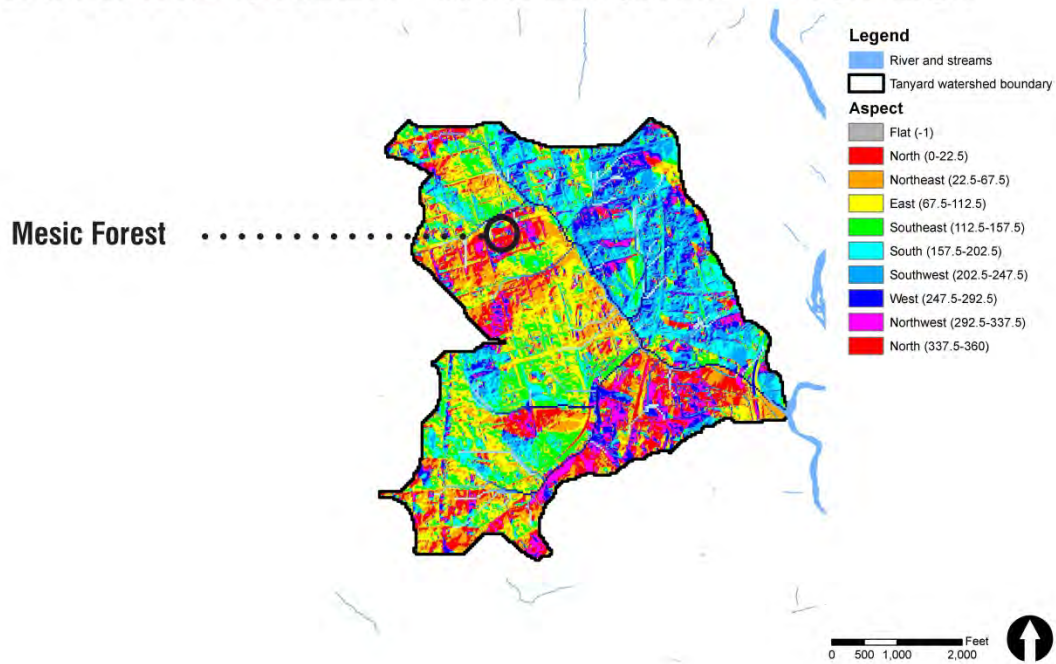 Mesic Forest
Legend
River and streams
Tanyard watershed boundary
Aspect
Flat (-1)
North (0-22.5)
Northeast (22.5-67.5)
East (67.5-112.5)
Southeast (112.5-157.5)
South (157.5-202.5)
Southwest (202.5-247.5)
West (247.5-292.5)
Northwest (292.5-337.5)
North (337.5-360)
Feet
0 500 1,000 2,000